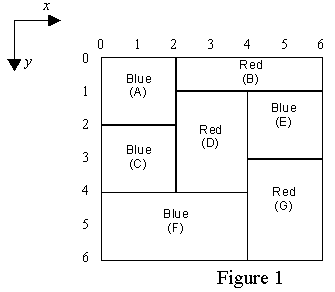 x
y
0 1 2 3 4 5 6
0
1
2
3
4
5
6
Blue
(A)
Red
(B)
Blue
(C)
Red
(D)
Blue
(E)
Blue
(F)
Red
(G)
Figure 1